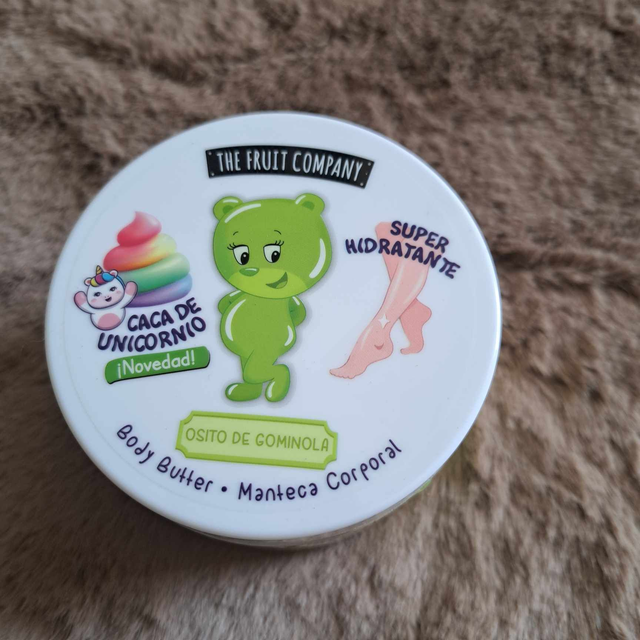 THE FRUIT COMPANY
SUPER
HIDRATANTE
CACA DE
UNICORNIO
¡Novedad!
OSITO DE GOMINOLA
Body Butter • Manteca Corporal